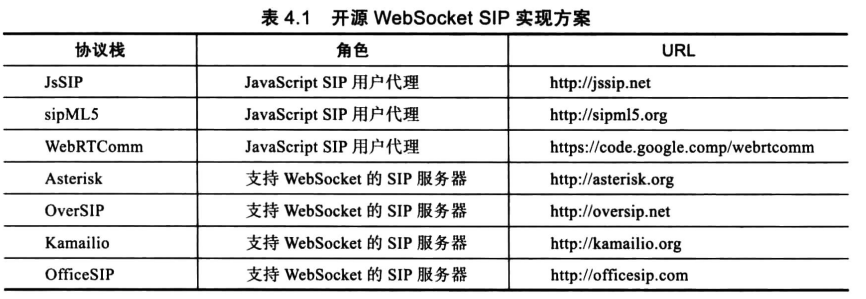 表 4.1 开源 WebSocket SIP 实现方案
协议栈 角色 URL
JsSIP JavaScript SIP 用户代理 http://jssip.net
sipML5 JavaScript SIP 用户代理 http://sipml5.org
WebRTComm JavaScript SIP 用户代理 https://code.google.comp/webrtcomm
Asterisk 支持 WebSocket 的 SIP 服务器 http://asterisk.org
OverSIP 支持 WebSocket 的 SIP 服务器 http://oversip.net
Kamailio 支持 WebSocket 的 SIP 服务器 http://kamailio.org
OfficeSIP 支持 WebSocket 的 SIP 服务器 http://officesip.com